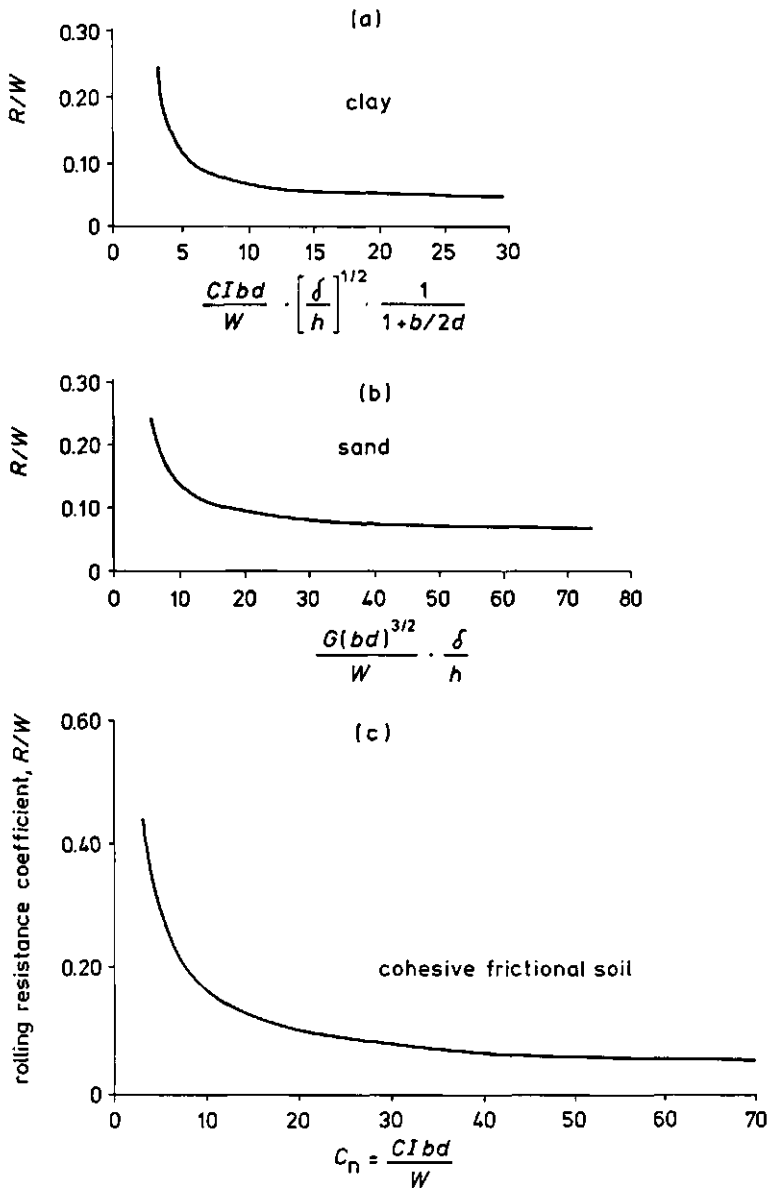 (a)
0.30
0.20
0.10
0
R/W
clay
0 5 10 15 20 25 30
CIbd/W · [δ/h]^1/2 · 1/(1+b/2d)
(b)
0.30
0.20
0.10
0
R/W
sand
0 10 20 30 40 50 60 70 80
G(bd)^3/2/W · δ/h
(c)
0.60
0.40
0.20
0
rolling resistance coefficient, R/W
cohesive frictional soil
0 10 20 30 40 50 60 70
C_n = CIbd/W